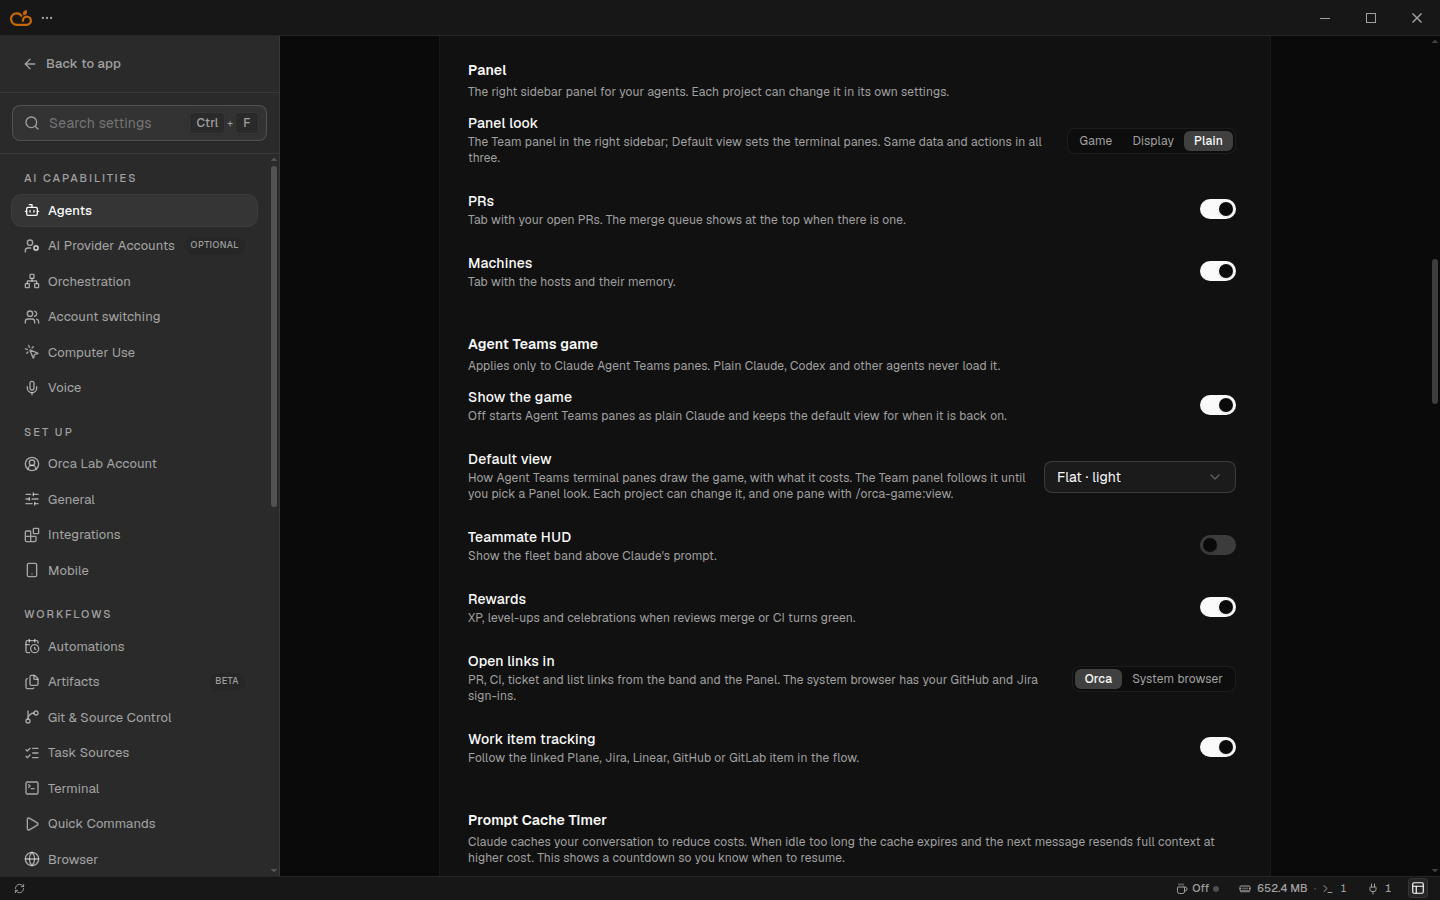 Back to app
Search settings
Ctrl + F
AI CAPABILITIES
Agents
AI Provider Accounts OPTIONAL
Orchestration
Account switching
Computer Use
Voice
SET UP
Orca Lab Account
General
Integrations
Mobile
WORKFLOWS
Automations
Artifacts BETA
Git & Source Control
Task Sources
Terminal
Quick Commands
Browser
Panel
The right sidebar panel for your agents. Each project can change it in its own settings.
Panel look
The Team panel in the right sidebar; Default view sets the terminal panes. Same data and actions in all
three.
Game Display Plain
PRs
Tab with your open PRs. The merge queue shows at the top when there is one.
Machines
Tab with the hosts and their memory.
Agent Teams game
Applies only to Claude Agent Teams panes. Plain Claude, Codex and other agents never load it.
Show the game
Off starts Agent Teams panes as plain Claude and keeps the default view for when it is back on.
Default view
How Agent Teams terminal panes draw the game, with what it costs. The Team panel follows it until
you pick a Panel look. Each project can change it, and one pane with /orca-game:view.
Flat · light
Teammate HUD
Show the fleet band above Claude's prompt.
Rewards
XP, level-ups and celebrations when reviews merge or CI turns green.
Open links in
PR, CI, ticket and list links from the band and the Panel. The system browser has your GitHub and Jira
sign-ins.
Orca System browser
Work item tracking
Follow the linked Plane, Jira, Linear, GitHub or GitLab item in the flow.
Prompt Cache Timer
Claude caches your conversation to reduce costs. When idle too long the cache expires and the next message resends full context at
higher cost. This shows a countdown so you know when to resume.
Off 652.4 MB · 1 1